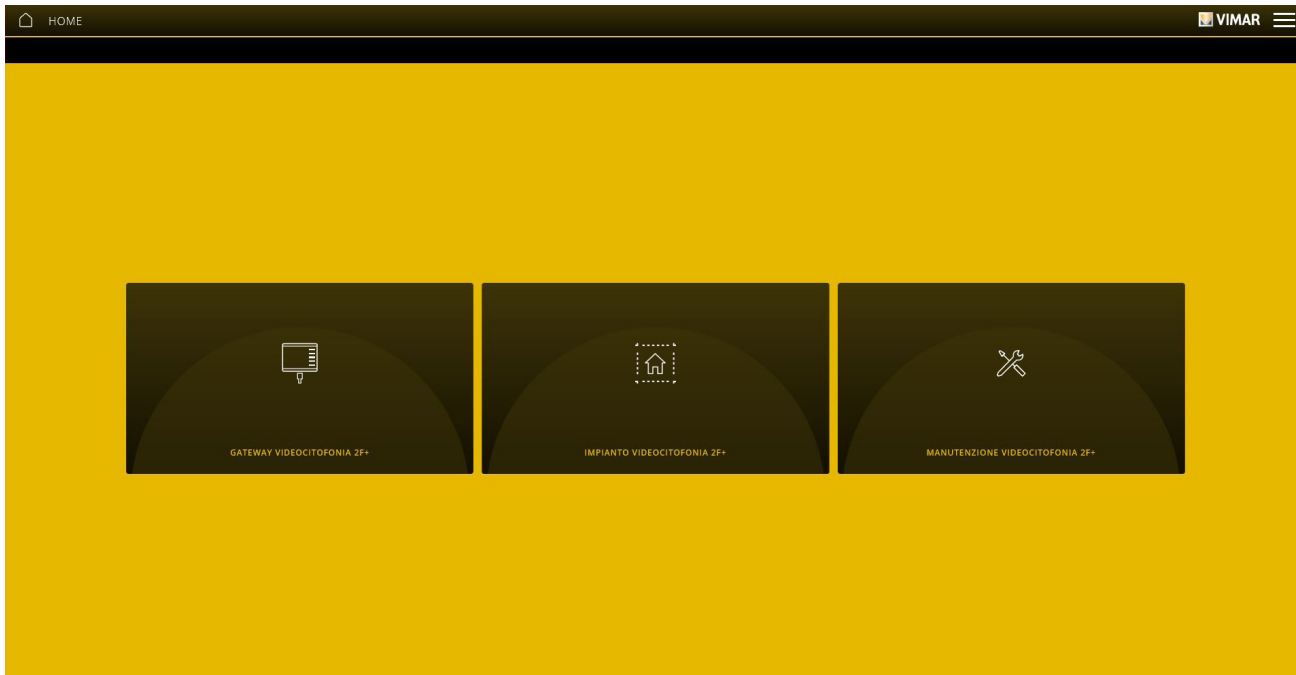 HOME
VIMAR
GATEWAY VIDEOCITOFONIA 2F+
IMPIANTO VIDEOCITOFONIA 2F+
MANUTENZIONE VIDEOCITOFONIA 2F+